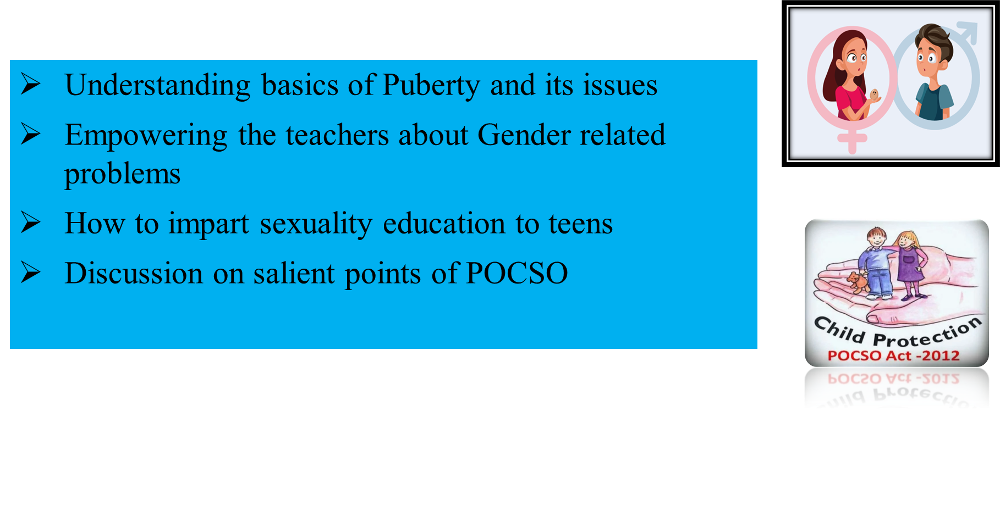 ➢ Understanding basics of Puberty and its issues
➢ Empowering the teachers about Gender related
problems
➢ How to impart sexuality education to teens
➢ Discussion on salient points of POCSO
Child Protection
POCSO Act -2012